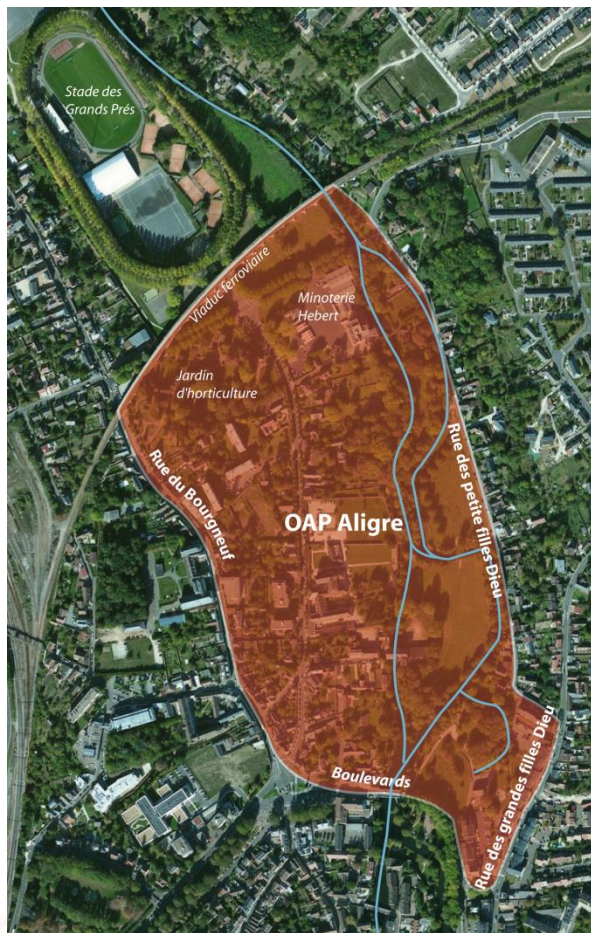 Stade des
Grands Prés
Viaduc ferroviaire
Minoterie
Hebert
Jardin
d'horticulture
Rue du Bourgneuf
OAP Aligre
Rue des petite filles Dieu
Boulevards
Rue des grandes filles Dieu